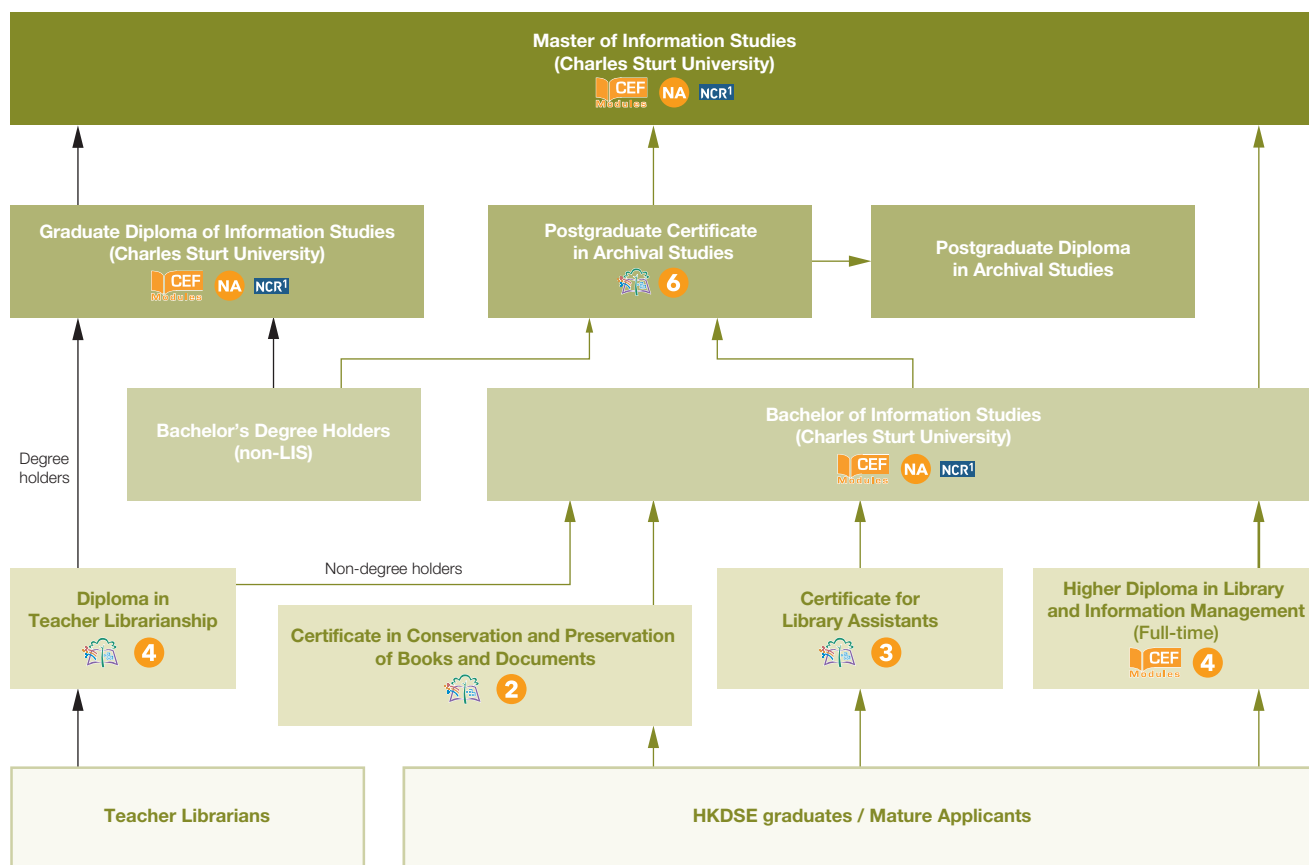 Master of Information Studies
(Charles Sturt University)
CEF
Modules
NA
NCR¹
Graduate Diploma of Information Studies
(Charles Sturt University)
CEF
Modules
NA
NCR¹
Postgraduate Certificate
in Archival Studies
6
Postgraduate Diploma
in Archival Studies
Bachelor’s Degree Holders
(non-LIS)
Bachelor of Information Studies
(Charles Sturt University)
CEF
Modules
NA
NCR¹
Degree
holders
Non-degree holders
Diploma in
Teacher Librarianship
4
Certificate in Conservation and Preservation
of Books and Documents
2
Certificate for
Library Assistants
3
Higher Diploma in Library
and Information Management
(Full-time)
CEF
Modules
4
Teacher Librarians
HKDSE graduates / Mature Applicants